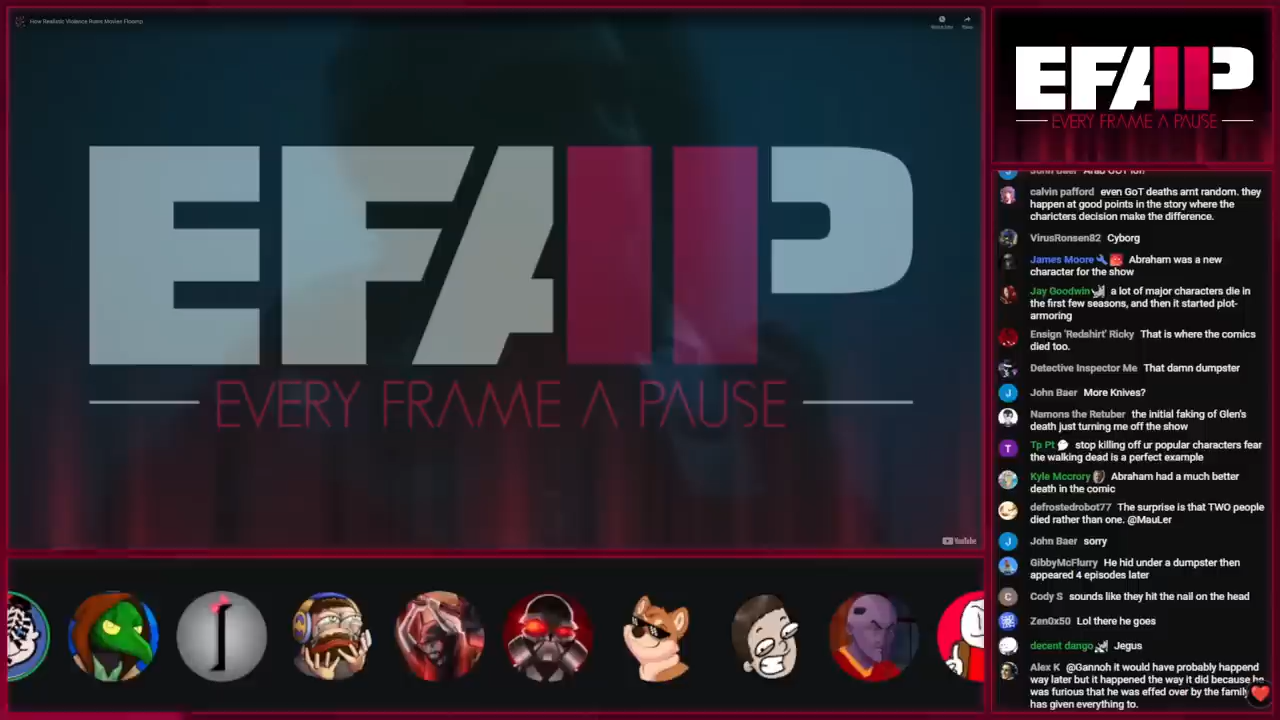 How Realistic Violence Ruins Movies Floomp
Watch later
Share
EFAP
EVERY FRAME A PAUSE
YouTube
EFAP
EVERY FRAME A PAUSE
John Baer
calvin pafford even GoT deaths arnt random. they
happen at good points in the story where the
charicters decision make the difference.
VirusRonsen82 Cyborg
James Moore Abraham was a new
character for the show
Jay Goodwin a lot of major characters die in
the first few seasons, and then it started plot-
armoring
Ensign 'Redshirt' Ricky That is where the comics
died too.
Detective Inspector Me That damn dumpster
J John Baer More Knives?
Namons the Retuber the initial faking of Glen's
death just turning me off the show
T Tp Pt stop killing off ur popular characters fear
the walking dead is a perfect example
Kyle Mccrory Abraham had a much better
death in the comic
defrostedrobot77 The surprise is that TWO people
died rather than one. @MauLer
J John Baer sorry
GibbyMcFlurry He hid under a dumpster then
appeared 4 episodes later
C Cody S sounds like they hit the nail on the head
Zen0x50 Lol there he goes
decent dango Jegus
Alex K @Gannoh it would have probably happend
way later but it happened the way it did because he
was furious that he was effed over by the family
has given everything to.